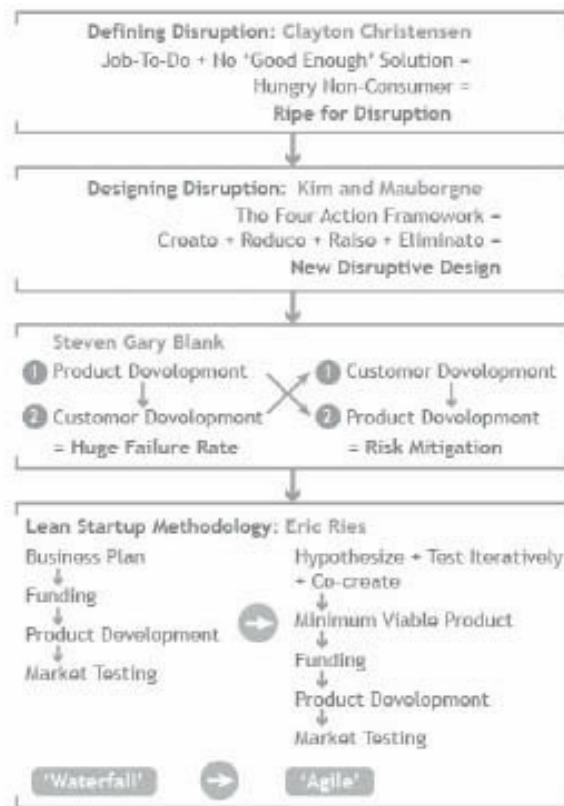 Defining Disruption: Clayton Christensen
Job-To-Do + No 'Good Enough' Solution =
Hungry Non-Consumer =
Ripe for Disruption
Designing Disruption: Kim and Mauborgne
The Four Action Framework =
Create + Reduce + Raise + Eliminate =
New Disruptive Design
Steven Gary Blank
1 Product Development
2 Customer Development
= Huge Failure Rate
1 Customer Development
2 Product Development
= Risk Mitigation
Lean Startup Methodology: Eric Ries
Business Plan
Funding
Product Development
Market Testing
Hypothesize + Test Iteratively
+ Co-create
Minimum Viable Product
Funding
Product Development
Market Testing
'Waterfall'
'Agile'